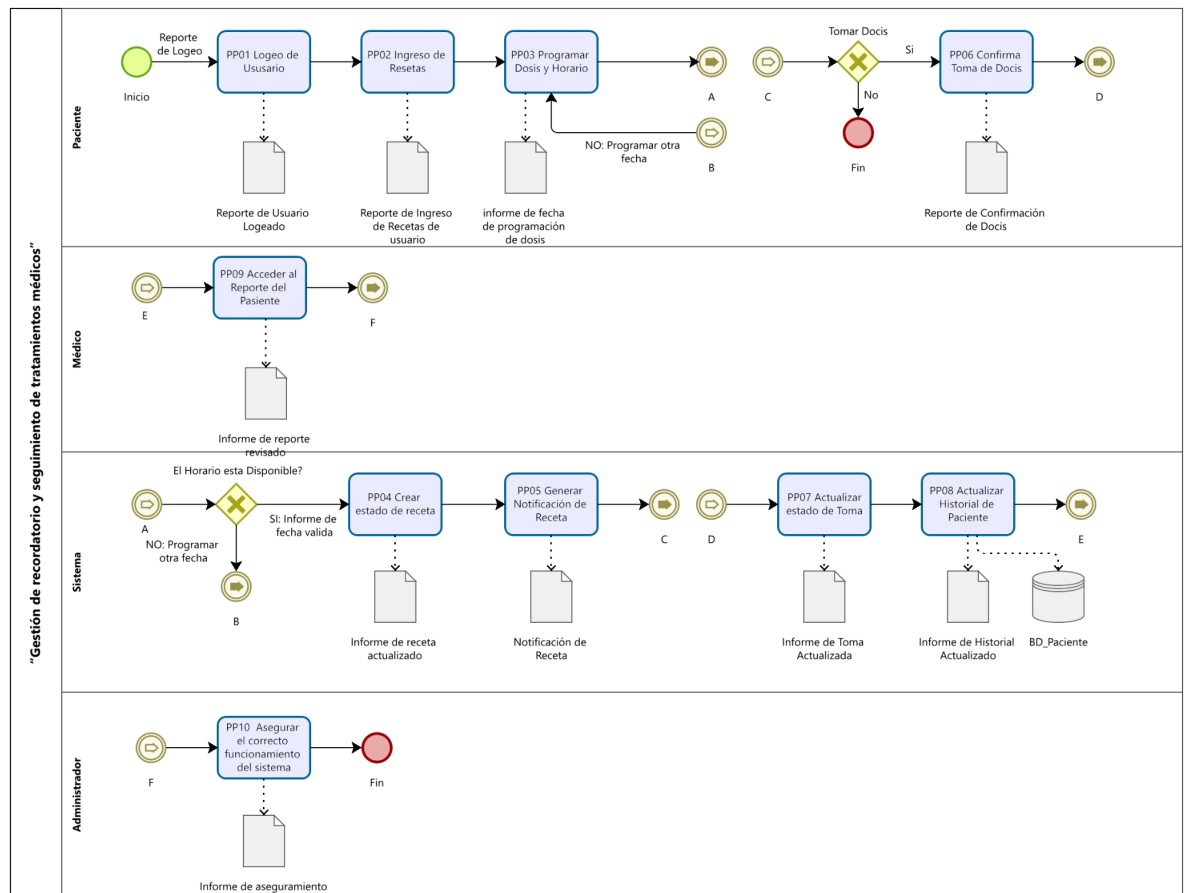 “Gestión de recordatorio y seguimiento de tratamientos médicos”
Paciente
Reporte
de Logeo
Inicio
PP01 Logeo de
Ususario
Reporte de Usuario
Logeado
PP02 Ingreso de
Resetas
Reporte de Ingreso
de Recetas de
usuario
PP03 Programar
Dosis y Horario
informe de fecha
de programación
de dosis
A
NO: Programar otra
fecha
B
C
Tomar Docis
Si
No
Fin
PP06 Confirma
Toma de Docis
Reporte de Confirmación
de Docis
D
Médico
E
PP09 Acceder al
Reporte del
Pasiente
F
Informe de reporte
revisado
Sistema
El Horario esta Disponible?
A
NO: Programar
otra fecha
B
SI: Informe de
fecha valida
PP04 Crear
estado de receta
Informe de receta
actualizado
PP05 Generar
Notificación de
Receta
Notificación de
Receta
C
D
PP07 Actualizar
estado de Toma
Informe de Toma
Actualizada
PP08 Actualizar
Historial de
Paciente
Informe de Historial
Actualizado
BD_Paciente
E
Administrador
F
PP10 Asegurar
el correcto
funcionamiento
del sistema
Fin
Informe de aseguramiento